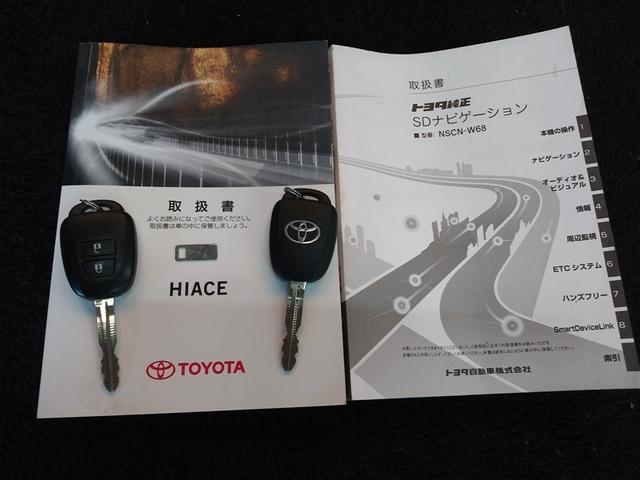 取扱書
よくお読みになってご使用ください。
取扱書は車の中に保管しましょう。
HIACE
TOYOTA
取扱書
トヨタ純正
SDナビゲーション
■ 型番: NSCN-W68
本機の操作 1
ナビゲーション 2
オーディオ&
ビジュアル 3
情報 4
周辺監視 5
ETCシステム 6
ハンズフリー 7
SmartDeviceLink 8
索引
トヨタ自動車株式会社